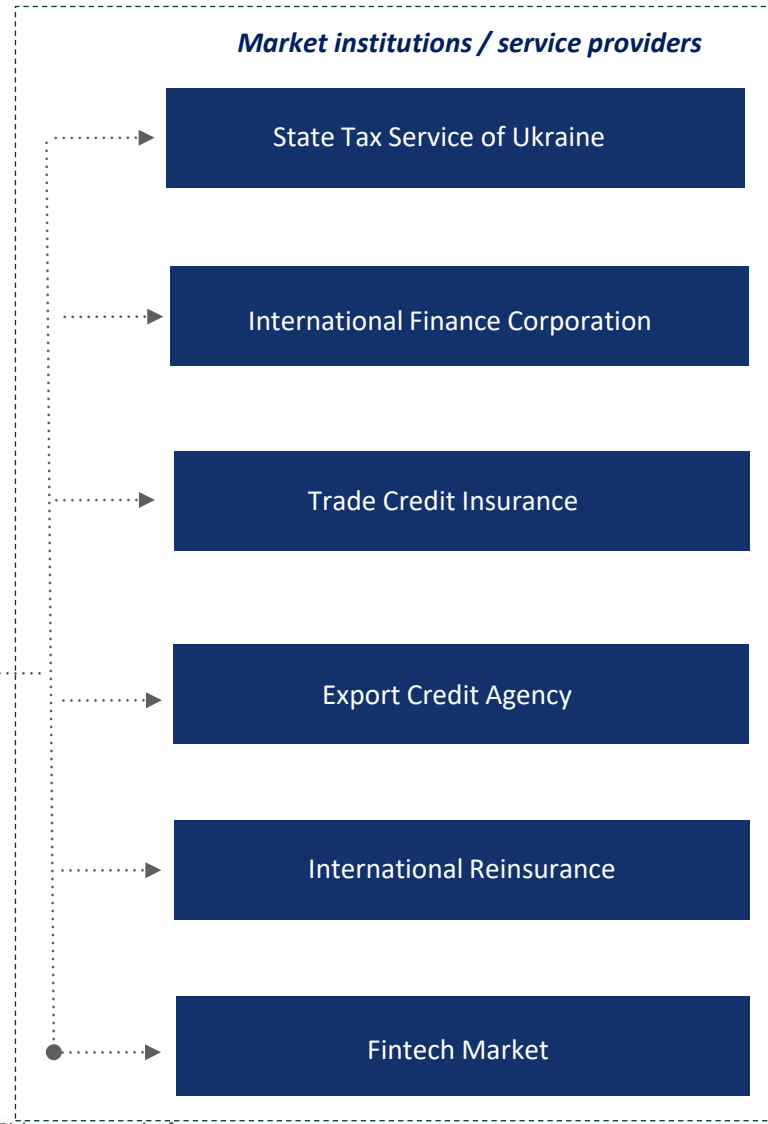 Market institutions / service providers
State Tax Service of Ukraine
International Finance Corporation
Trade Credit Insurance
Export Credit Agency
International Reinsurance
Fintech Market